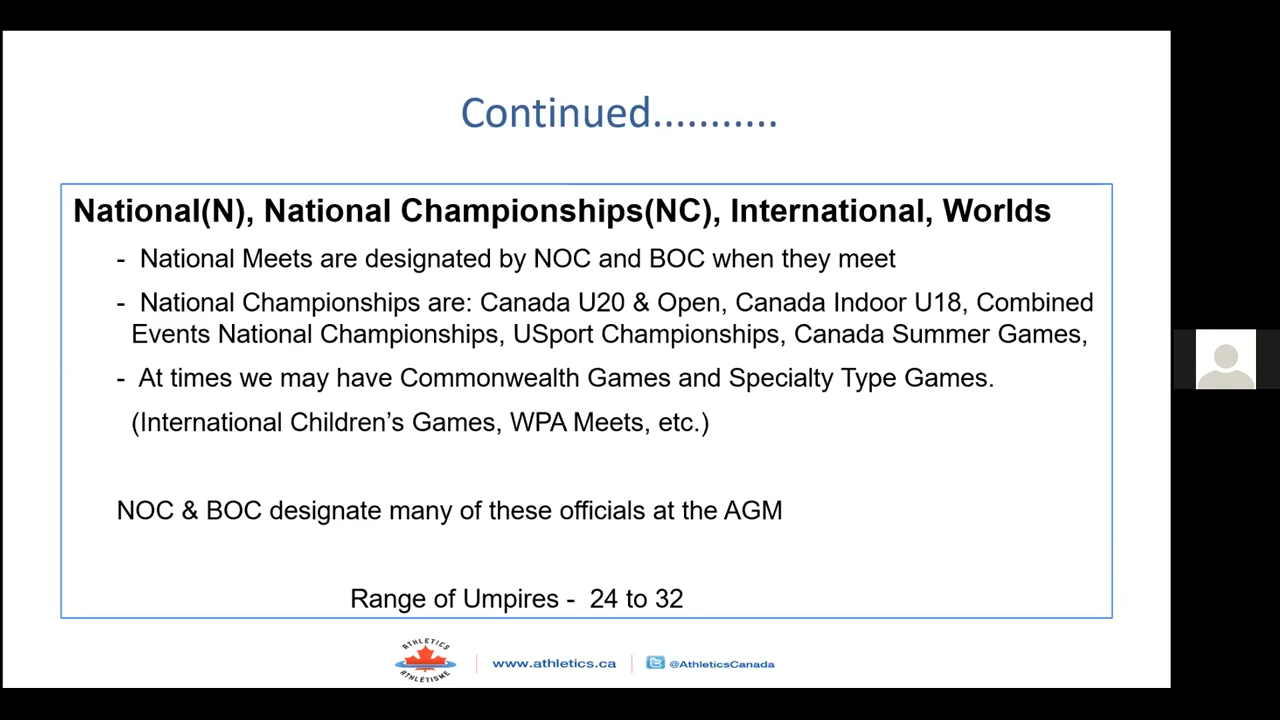 Continued...........
National(N), National Championships(NC), International, Worlds
- National Meets are designated by NOC and BOC when they meet
- National Championships are: Canada U20 & Open, Canada Indoor U18, Combined
Events National Championships, USport Championships, Canada Summer Games,
- At times we may have Commonwealth Games and Specialty Type Games.
(International Children's Games, WPA Meets, etc.)
NOC & BOC designate many of these officials at the AGM
Range of Umpires - 24 to 32
ATHLETICS
ATHLÉTISME
www.athletics.ca
@AthleticsCanada